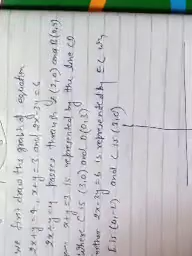 we first draw the graph of equation
2x+y=4, x+y=3 and 2x-3y=6
2x+y=4 passes through (2,0) and B(0,4)
x+y=3 is represented by the line CD
where C is (3,0) and D(0,3)
2x-3y=6 is represented by EC
E is (0,-2) and C is (3,0)